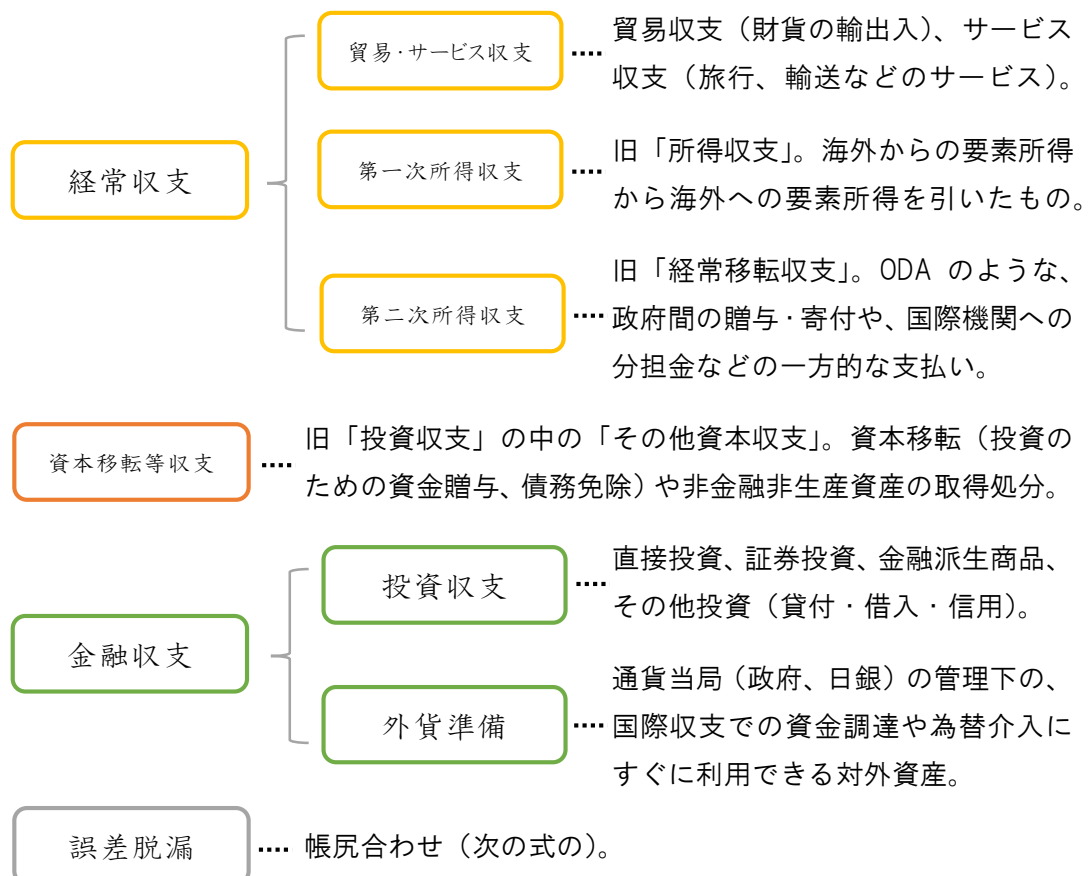 貿易・サービス収支
貿易収支（財貨の輸出入）、サービス
収支（旅行、輸送などのサービス）。
経常収支
第一次所得収支
旧「所得収支」。海外からの要素所得
から海外への要素所得を引いたもの。
第二次所得収支
旧「経常移転収支」。ODA のような、
政府間の贈与・寄付や、国際機関への
分担金などの一方的な支払い。
資本移転等収支
旧「投資収支」の中の「その他資本収支」。資本移転（投資の
ための資金贈与、債務免除）や非金融非生産資産の取得処分。
金融収支
投資収支
直接投資、証券投資、金融派生商品、
その他投資（貸付・借入・信用）。
外貨準備
通貨当局（政府、日銀）の管理下の、
国際収支での資金調達や為替介入に
すぐに利用できる対外資産。
誤差脱漏
帳尻合わせ（次の式の）。